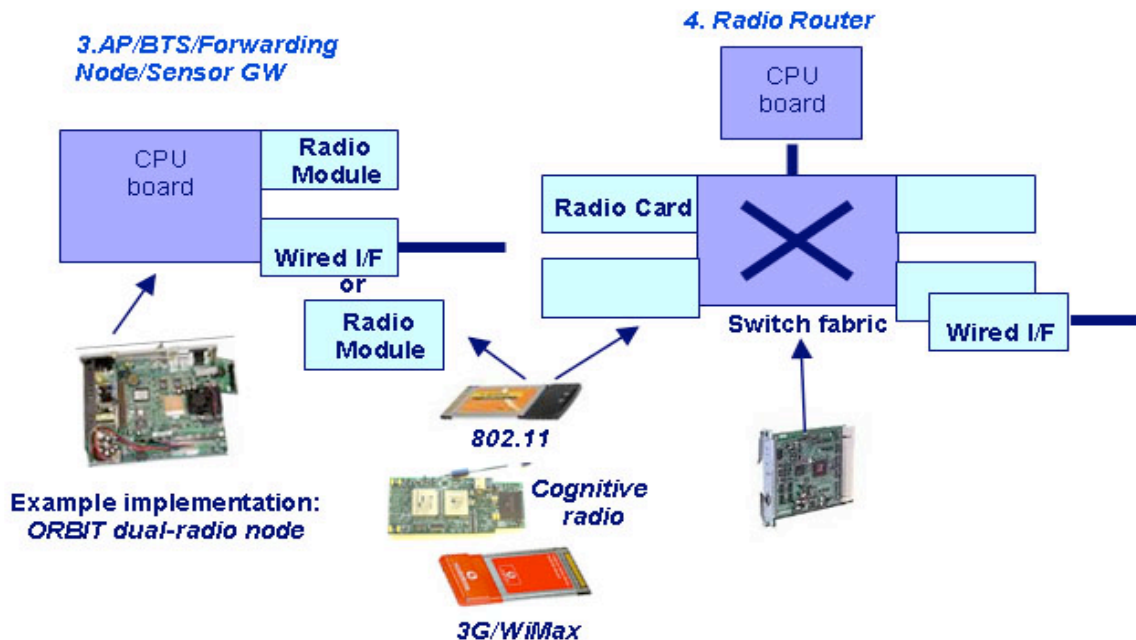 3.AP/BTS/Forwarding
Node/Sensor GW
4. Radio Router
CPU
board
Radio
Module
Wired I/F
or
Radio
Module
CPU
board
Radio Card
Switch fabric
Wired I/F
802.11
Cognitive
radio
3G/WiMax
Example implementation:
ORBIT dual-radio node